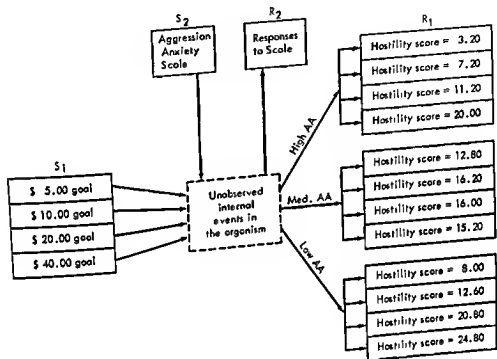 S2
Aggression
Anxiety
Scale
R2
Responses
to Scale
R1
Hostility score = 3.20
Hostility score = 7.20
Hostility score = 11.20
Hostility score = 20.00
High AA
S1
$ 5.00 goal
$ 10.00 goal
$ 20.00 goal
$ 40.00 goal
Unobserved
internal
events in
the organism
Med. AA
Hostility score = 12.80
Hostility score = 16.20
Hostility score = 16.00
Hostility score = 15.20
Low AA
Hostility score = 8.00
Hostility score = 12.60
Hostility score = 20.80
Hostility score = 24.80